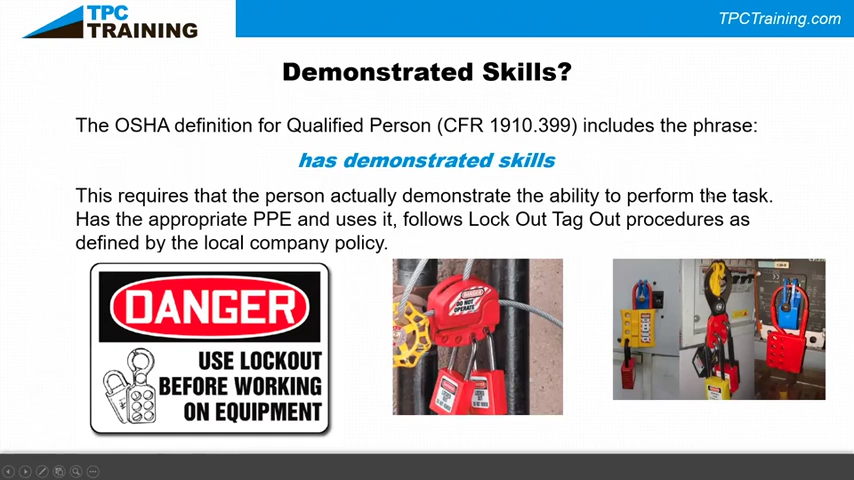 TPC
TRAINING
TPCTraining.com
Demonstrated Skills?
The OSHA definition for Qualified Person (CFR 1910.399) includes the phrase:
has demonstrated skills
This requires that the person actually demonstrate the ability to perform the task.
Has the appropriate PPE and uses it, follows Lock Out Tag Out procedures as
defined by the local company policy.
DANGER
USE LOCKOUT
BEFORE WORKING
ON EQUIPMENT
DO NOT
OPERATE